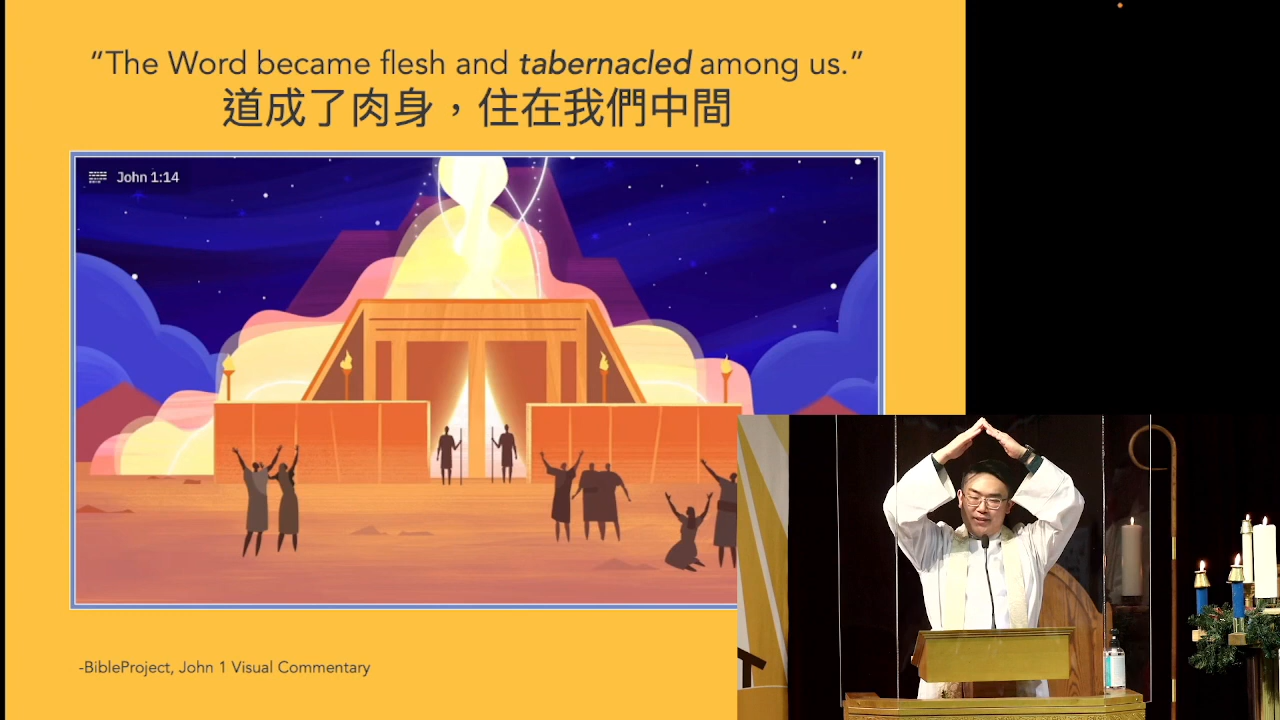 “The Word became flesh and tabernacled among us.”
道成了肉身，住在我們中間
John 1:14
-BibleProject, John 1 Visual Commentary